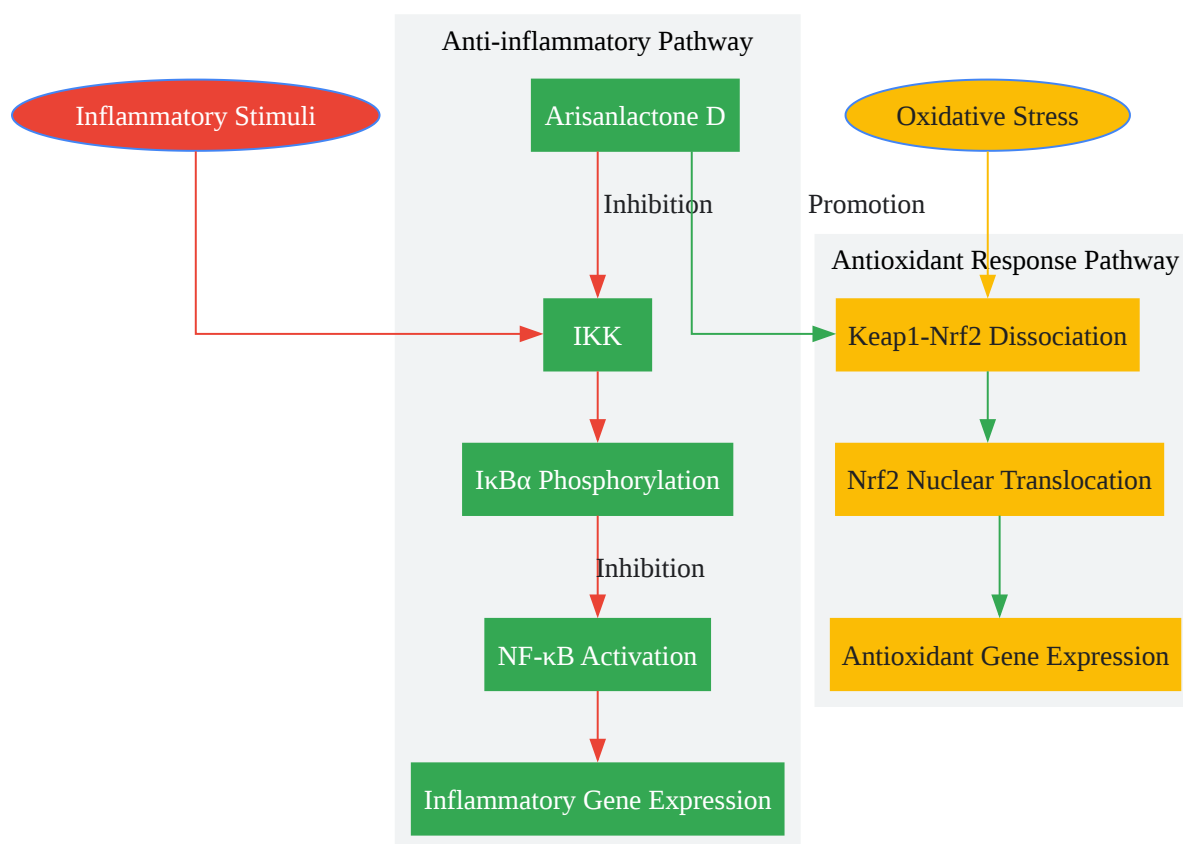 Anti-inflammatory Pathway
Inflammatory Stimuli
Arisanlactone D
Oxidative Stress
Inhibition
Promotion
Antioxidant Response Pathway
IKK
Keap1-Nrf2 Dissociation
IκBα Phosphorylation
Nrf2 Nuclear Translocation
Inhibition
NF-κB Activation
Antioxidant Gene Expression
Inflammatory Gene Expression